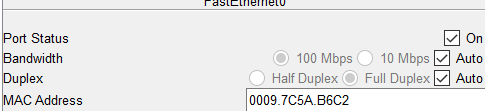 FastEthernet0
Port Status On
Bandwidth 100 Mbps 10 Mbps Auto
Duplex Half Duplex Full Duplex Auto
MAC Address 0009.7C5A.B6C2